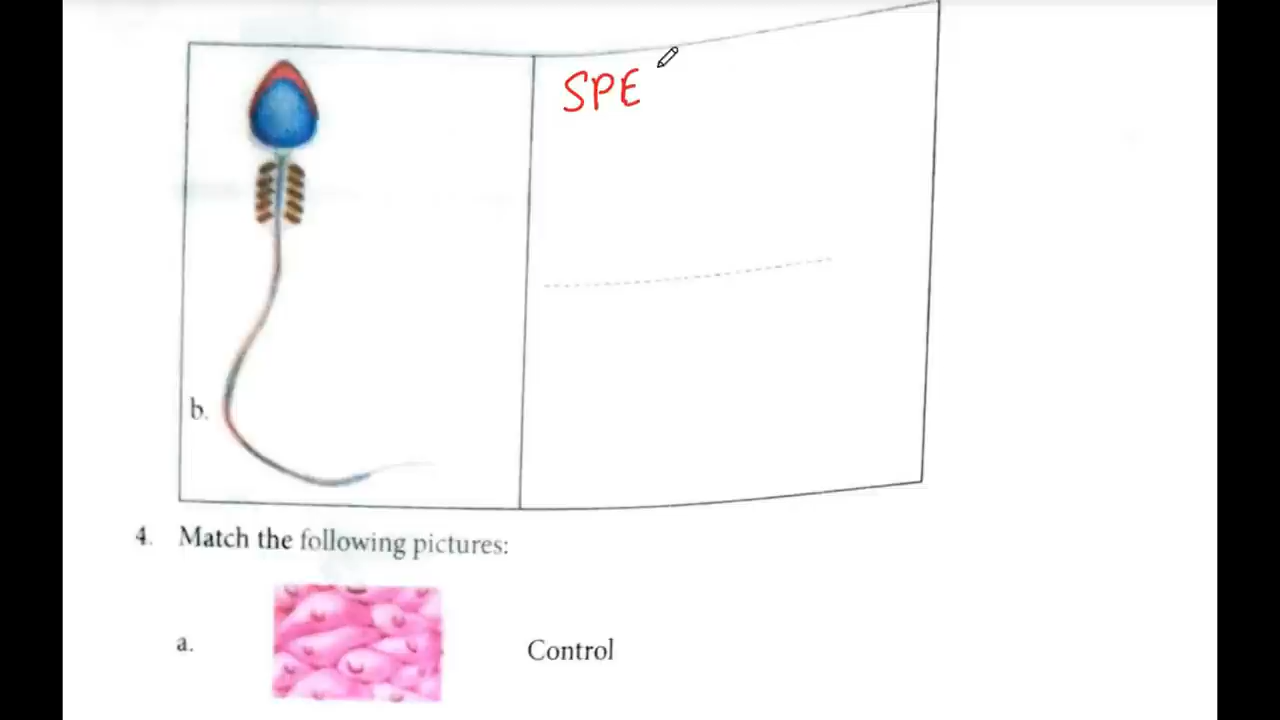 SPE
b.
4. Match the following pictures:
a.
Control